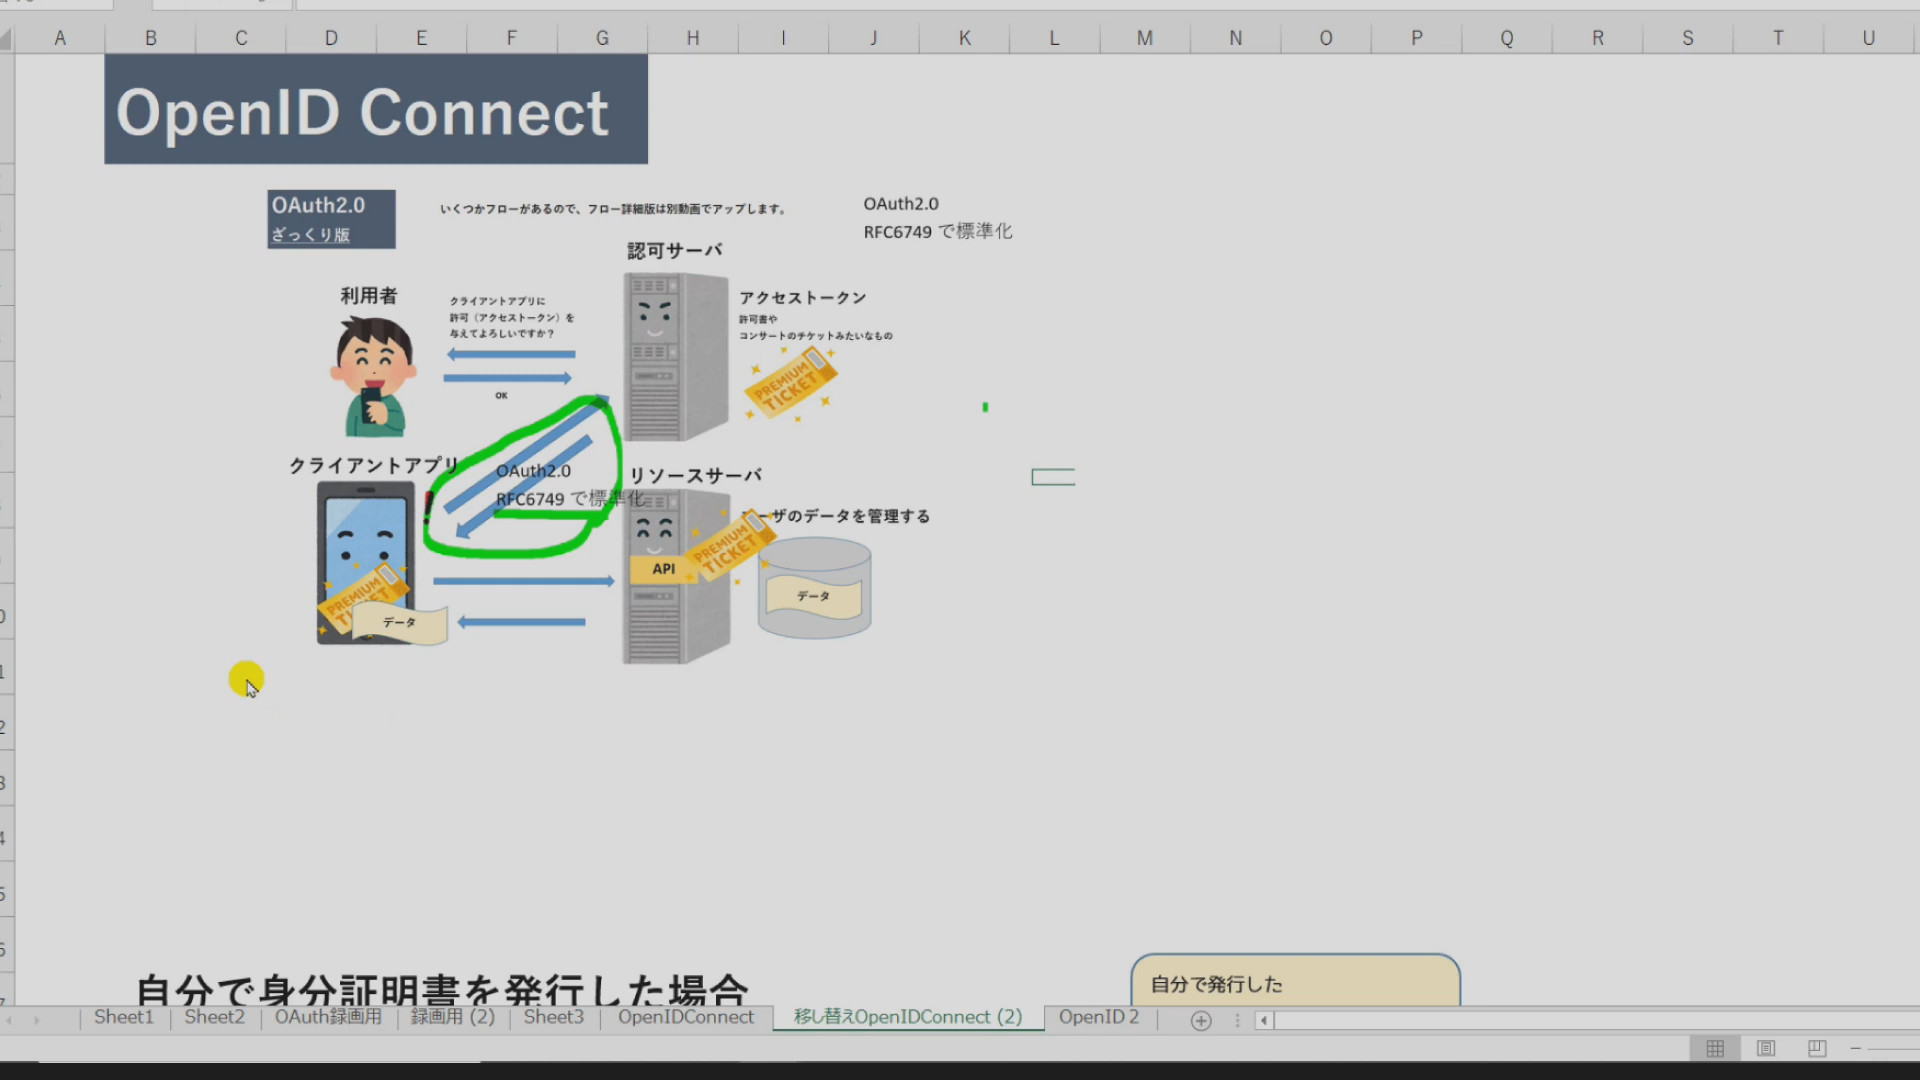 A B C D E F G H I J K L M N O P Q R S T U
OpenID Connect
OAuth2.0
ざっくり版
いくつかフローがあるので、フロー詳細版は別動画でアップします。
OAuth2.0
RFC6749 で標準化
認可サーバ
利用者
クライアントアプリに
許可（アクセストークン）を
与えてよろしいですか？
アクセストークン
許可書や
コンサートのチケットみたいなもの
PREMIUM
TICKET
OK
クライアントアプリ
OAuth2.0
RFC6749 で標準化
リソースサーバ
ーザのデータを管理する
PREMIUM
TICKET
API
データ
PREMIUM
データ
自分で身分証明書を発行した場合
自分で発行した
Sheet1 Sheet2 OAuth録画用 録画用 (2) Sheet3 OpenIDConnect 移し替えOpenIDConnect (2) OpenID 2